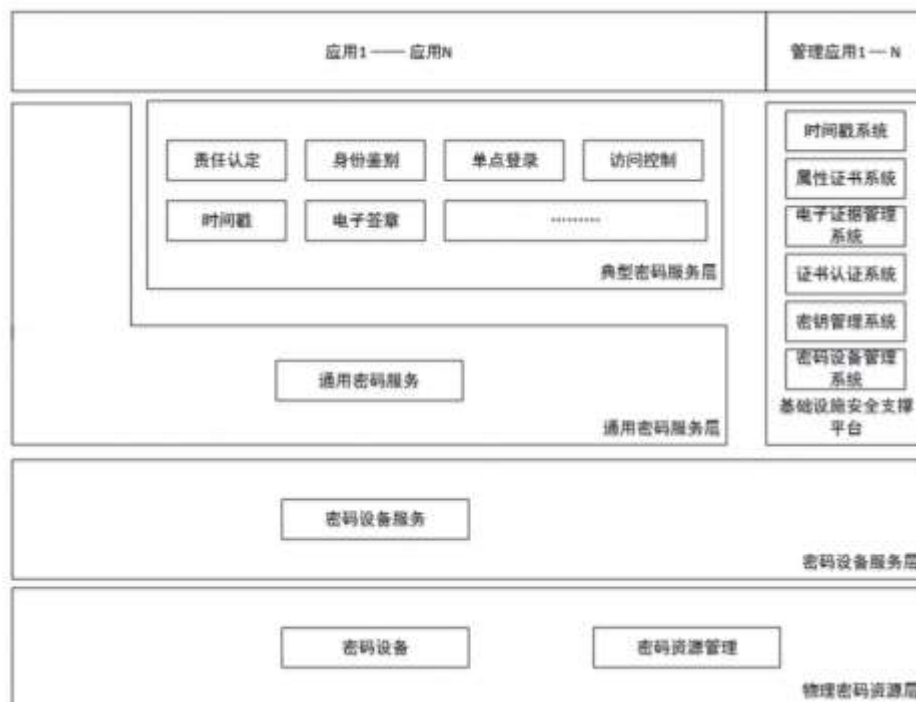 应用1——应用N
管理应用1—N
责任认定
身份鉴别
单点登录
访问控制
时间戳
电子签章
………
典型密码服务层
通用密码服务
通用密码服务层
时间戳系统
属性证书系统
电子证据管理
系统
证书认证系统
密钥管理系统
密码设备管理
系统
基础设施安全支撑
平台
密码设备服务
密码设备服务层
密码设备
密码资源管理
物理密码资源层